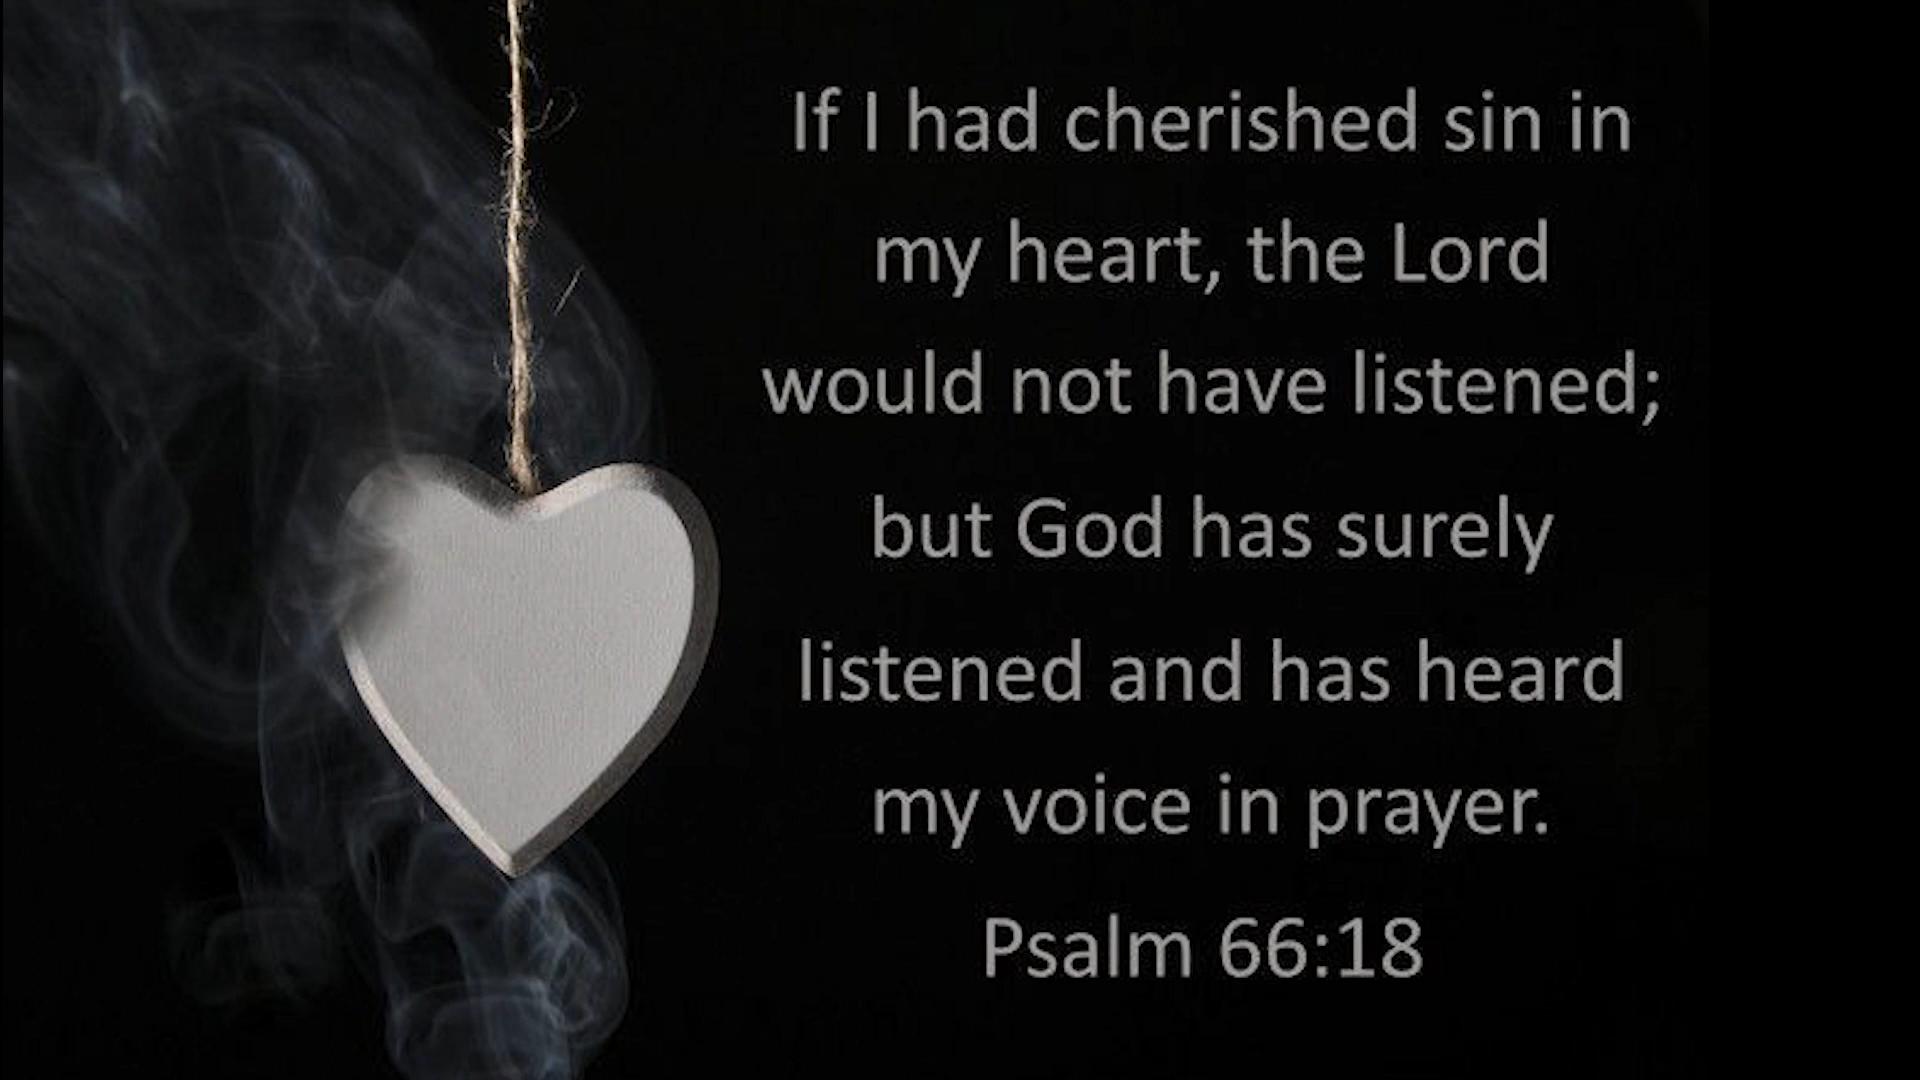 If I had cherished sin in
my heart, the Lord
would not have listened;
but God has surely
listened and has heard
my voice in prayer.
Psalm 66:18